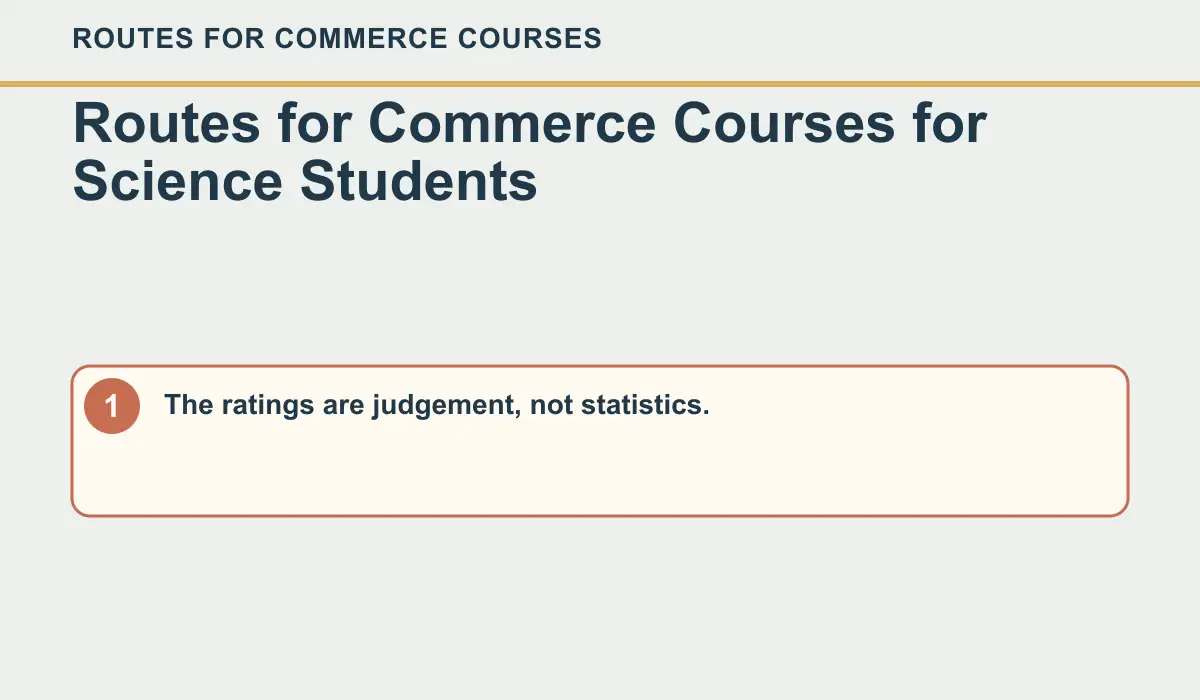 ROUTES FOR COMMERCE COURSES
Routes for Commerce Courses for
Science Students
1
The ratings are judgement, not statistics.